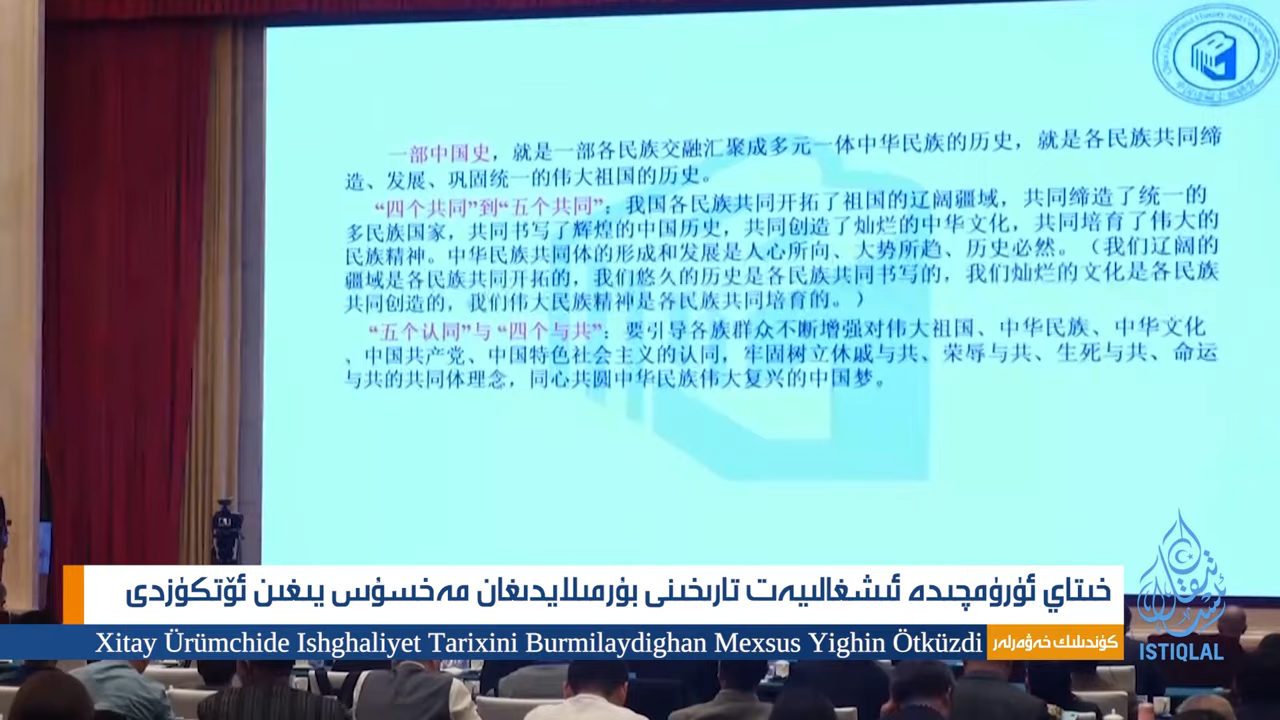 一部中国史，就是一部各民族交融汇聚成多元一体中华民族的历史，就是各民族共同缔
造、发展、巩固统一的伟大祖国的历史。
“四个共同”到“五个共同”：我国各民族共同开拓了祖国的辽阔疆域，共同缔造了统一的
多民族国家，共同书写了辉煌的中国历史，共同创造了灿烂的中华文化，共同培育了伟大的
民族精神。中华民族共同体的形成和发展是人心所向、大势所趋、历史必然。（我们辽阔的
疆域是各民族共同开拓的，我们悠久的历史是各民族共同书写的，我们灿烂的文化是各民族
共同创造的，我们伟大民族精神是各民族共同培育的。）
“五个认同”与 “四个与共”：要引导各族群众不断增强对伟大祖国、中华民族、中华文化
、中国共产党、中国特色社会主义的认同，牢固树立休戚与共、荣辱与共、生死与共、命运
与共的共同体理念，同心共圆中华民族伟大复兴的中国梦。
خىتاي ئۈرۈمچىدە ئىشغالىيەت تارىخىنى بۇرمىلايدىغان مەخسۇس يىغىن ئۆتكۈزدى
Xitay Ürümchide Ishghaliyet Tarixini Burmilaydighan Mexsus Yighin Ötküzdi
كۈندىلىك خەۋەرلەر
ISTIQLAL